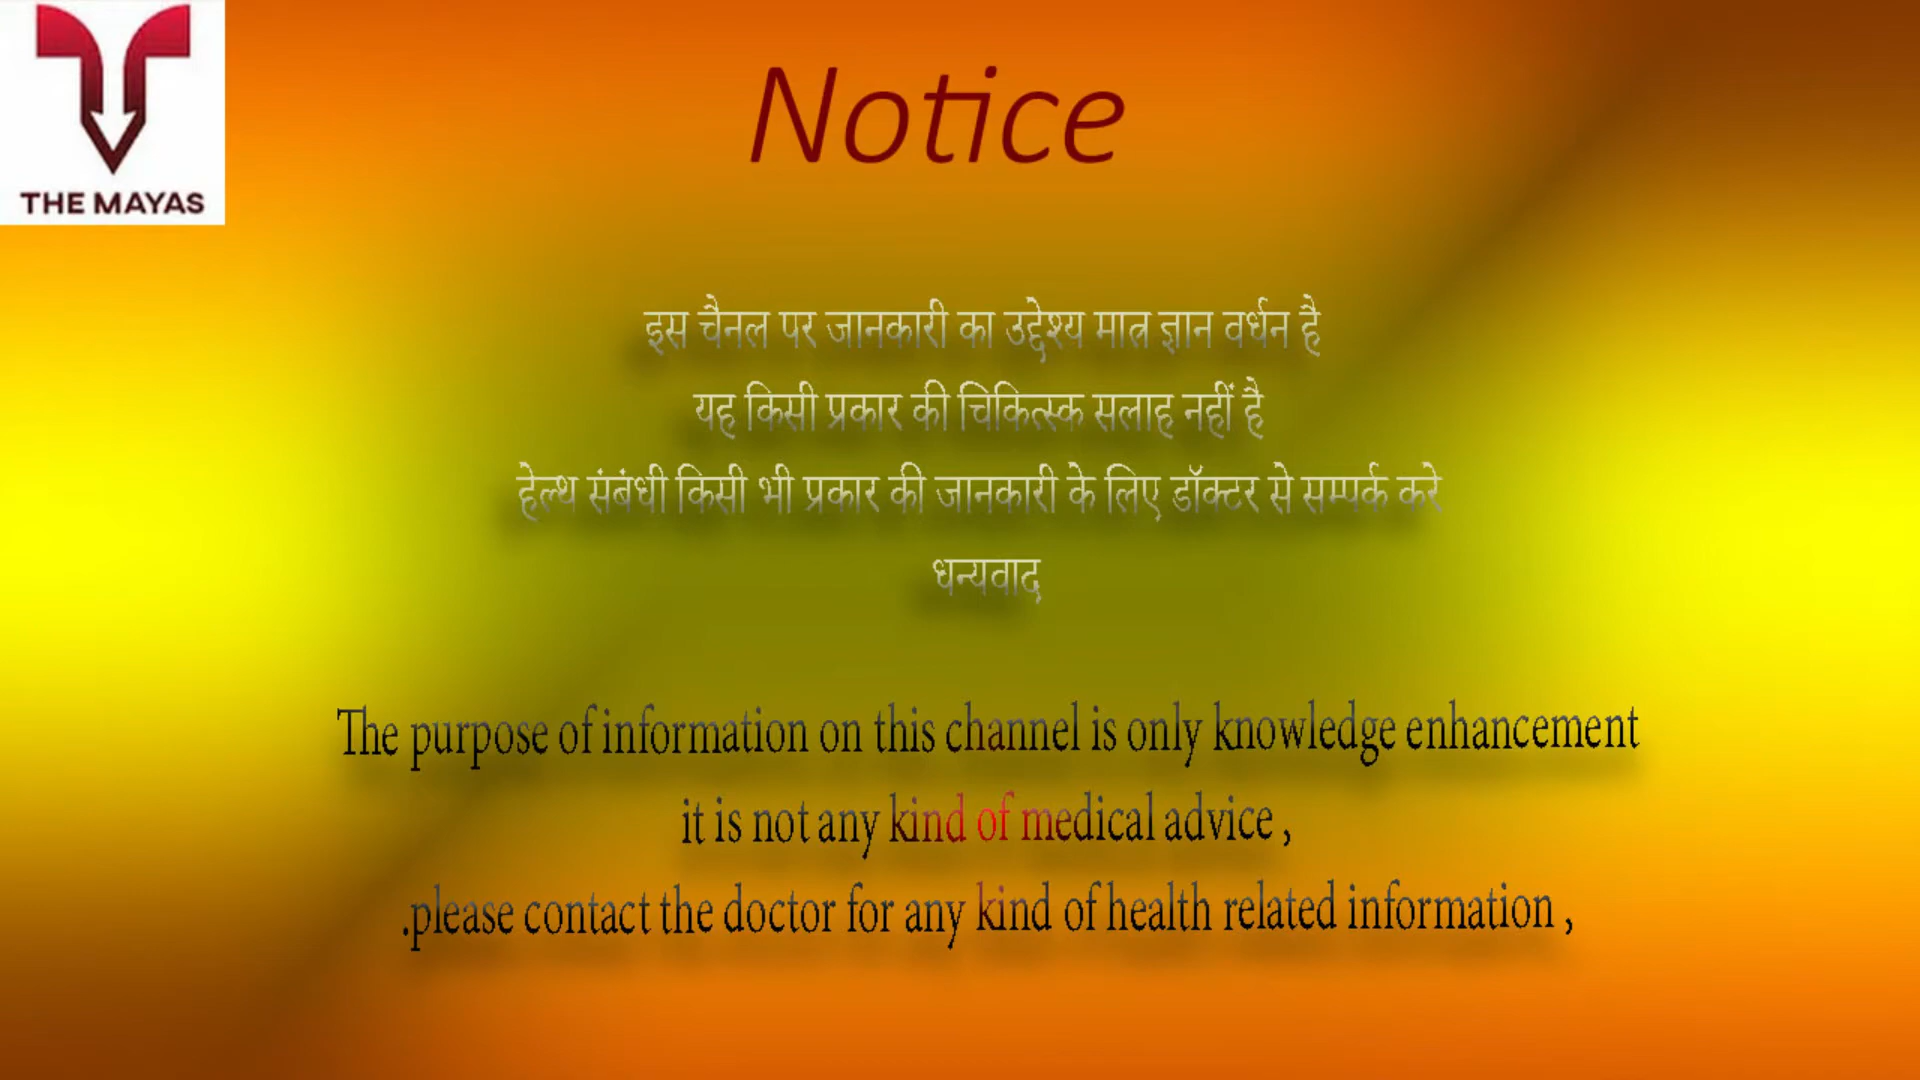 THE MAYAS
Notice
इस चैनल पर जानकारी का उद्देश्य मात्र ज्ञान वर्धन है
यह किसी प्रकार की चिकित्स्क सलाह नहीं है
हेल्थ संबंधी किसी भी प्रकार की जानकारी के लिए डॉक्टर से सम्पर्क करे
धन्यवाद
The purpose of information on this channel is only knowledge enhancement
it is not any kind of medical advice ,
.please contact the doctor for any kind of health related information ,